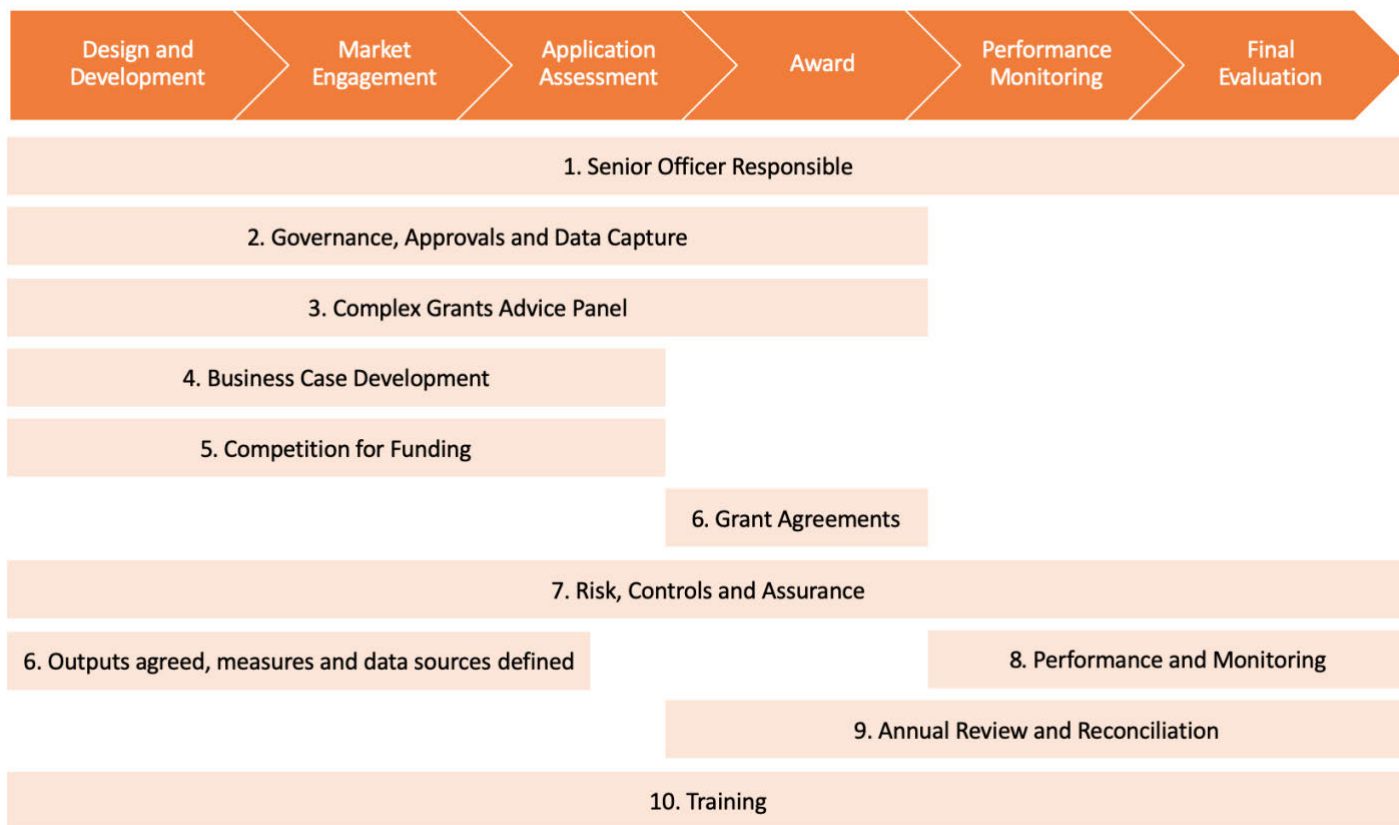 Design and
Development
Market
Engagement
Application
Assessment
Award
Performance
Monitoring
Final
Evaluation
1. Senior Officer Responsible
2. Governance, Approvals and Data Capture
3. Complex Grants Advice Panel
4. Business Case Development
5. Competition for Funding
6. Grant Agreements
7. Risk, Controls and Assurance
6. Outputs agreed, measures and data sources defined
8. Performance and Monitoring
9. Annual Review and Reconciliation
10. Training